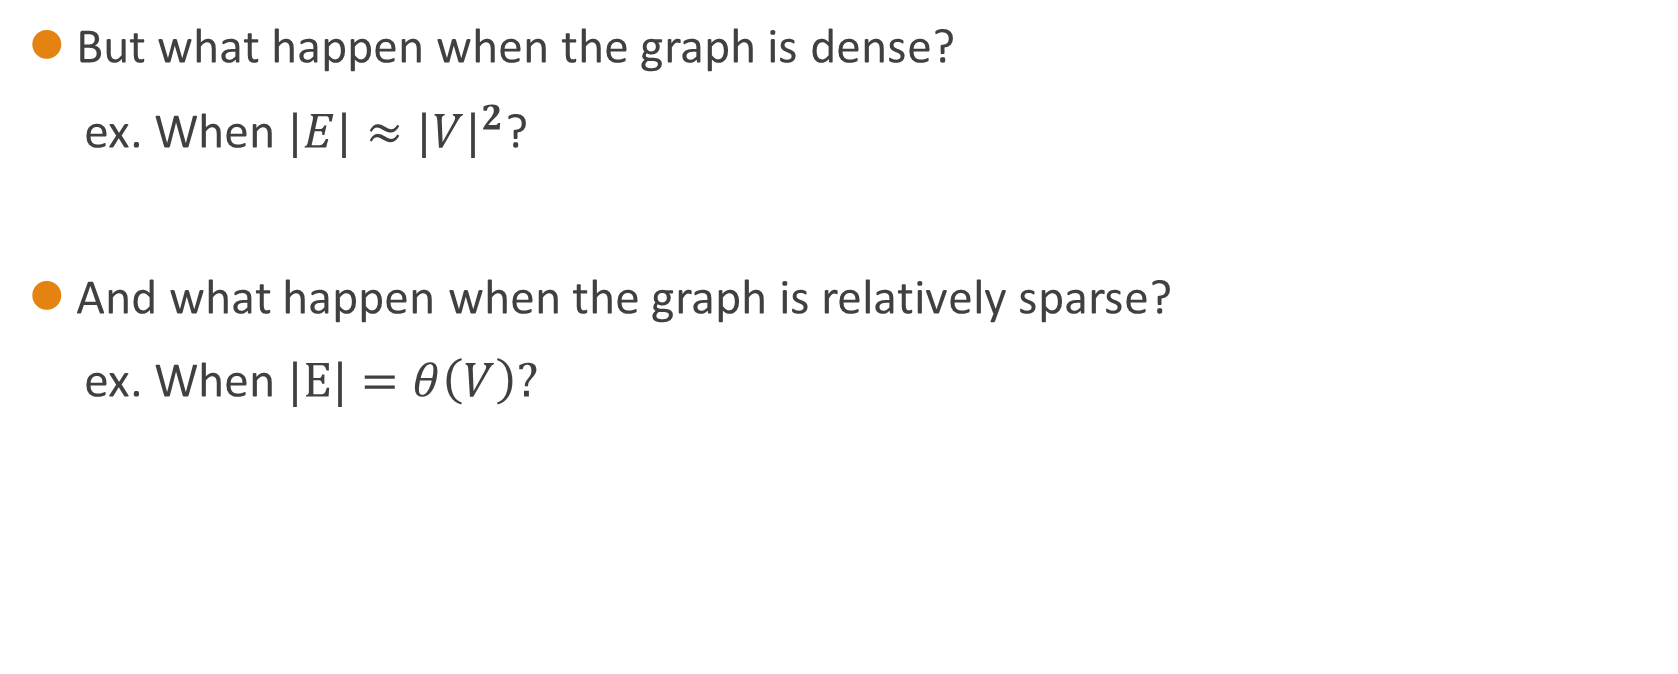 But what happen when the graph is dense?
ex. When |E| ≈ |V|²?
And what happen when the graph is relatively sparse?
ex. When |E| = θ(V)?